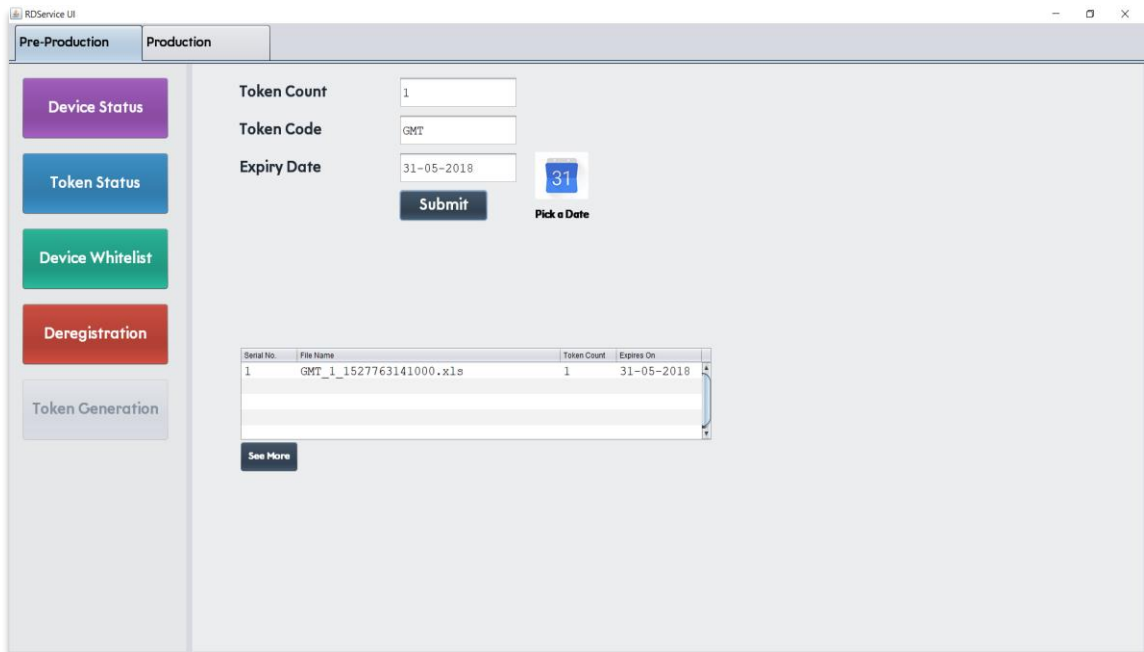 RDService UI
Pre-Production Production
Device Status
Token Status
Device Whitelist
Deregistration
Token Generation
Token Count 1
Token Code GMT
Expiry Date 31-05-2018
31
Submit
Pick a Date
Serial No. File Name Token Count Expires On
1 GMT_1_1527763141000.xls 1 31-05-2018
See More